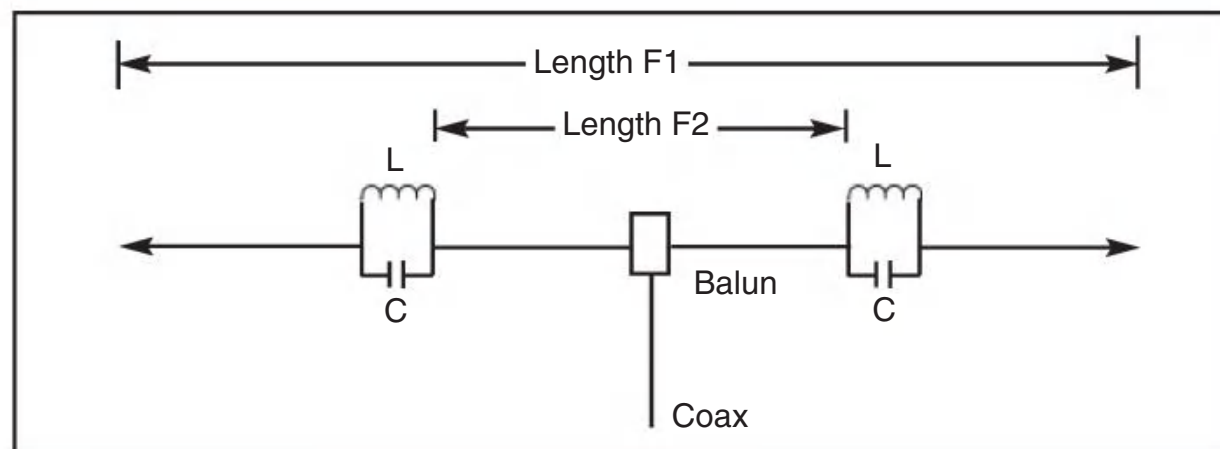 Length F1
Length F2
L
L
C
Balun
C
Coax